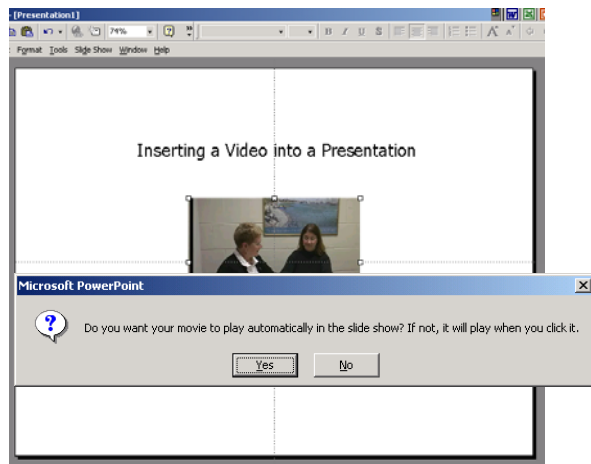 - [Presentation1]
74%
B I U S
Format Tools Slide Show Window Help
Inserting a Video into a Presentation
Microsoft PowerPoint
Do you want your movie to play automatically in the slide show? If not, it will play when you click it.
Yes No